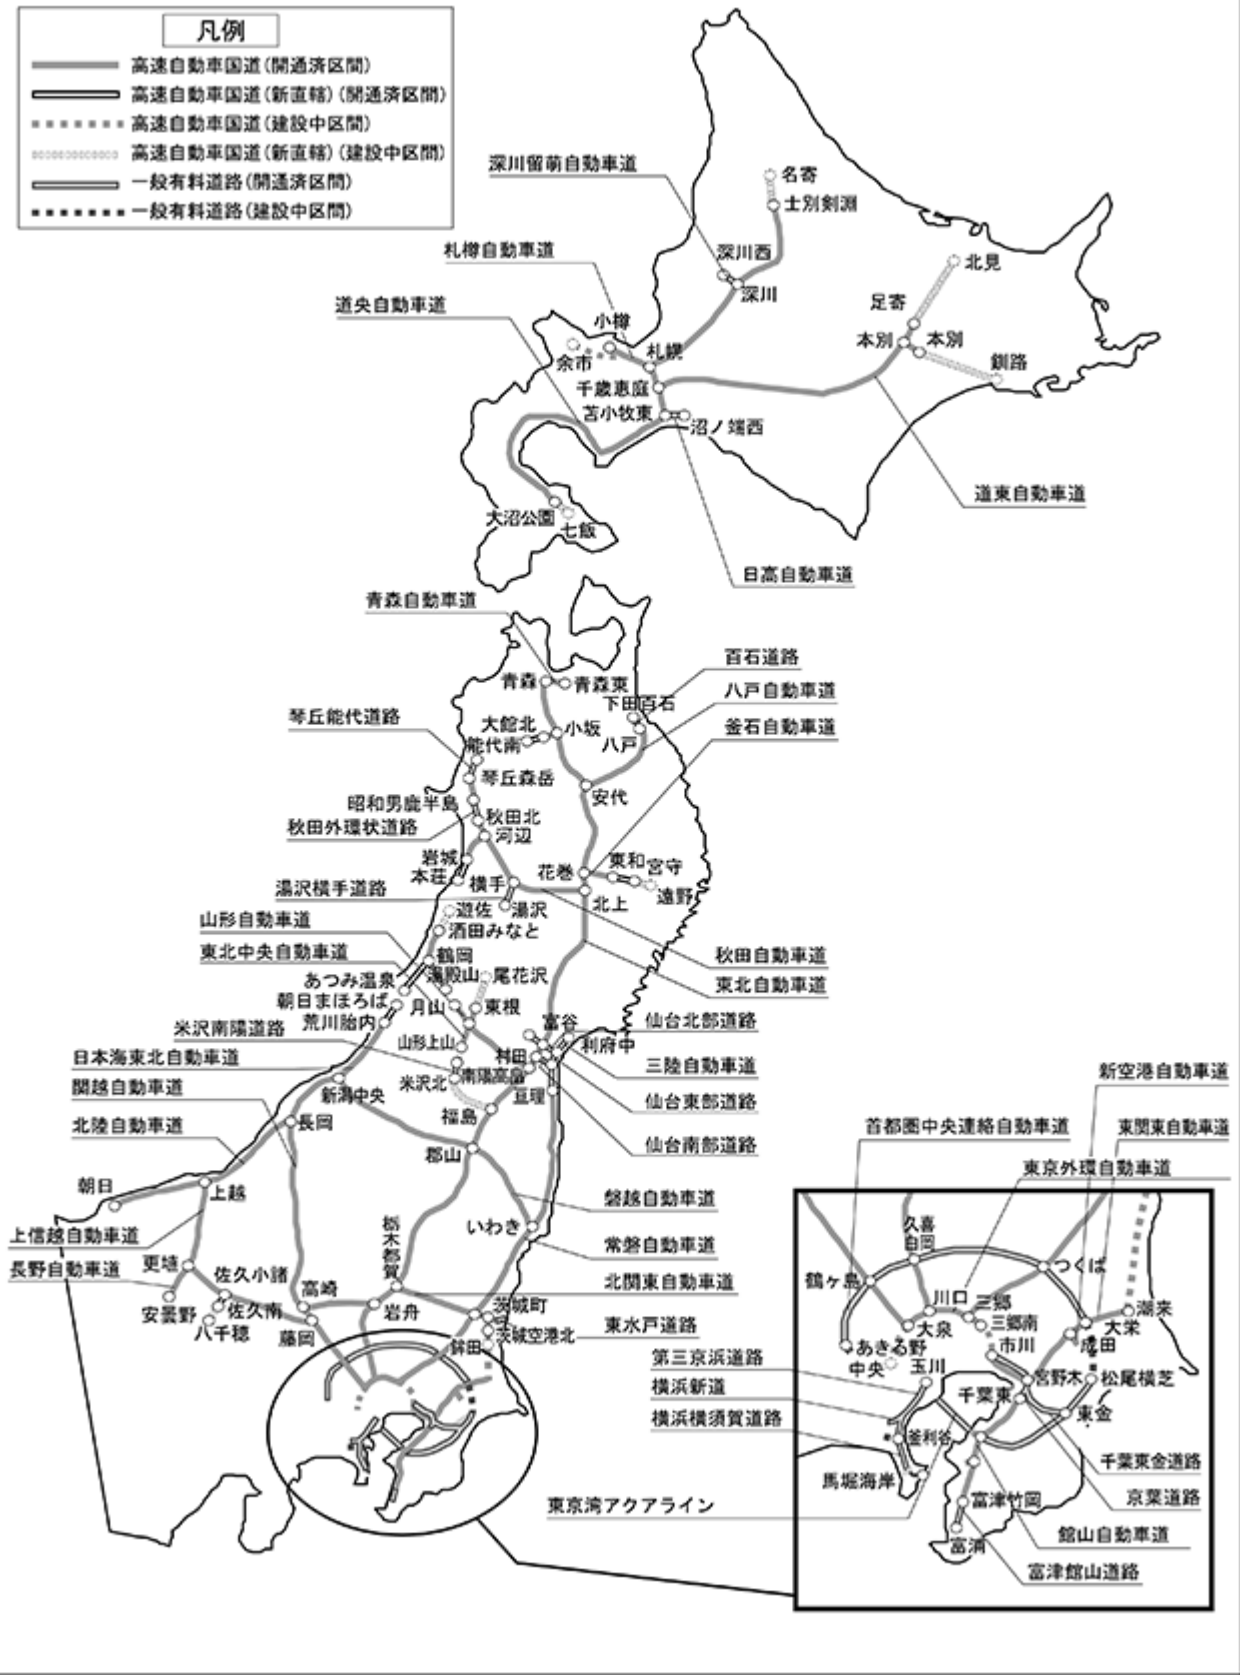 凡例
高速自動車国道(開通済区間)
高速自動車国道(新直轄)(開通済区間)
高速自動車国道(建設中区間)
高速自動車国道(新直轄)(建設中区間)
一般有料道路(開通済区間)
一般有料道路(建設中区間)
深川留萌自動車道
名寄
士別剣淵
札樽自動車道
深川西
深川
北見
道央自動車道
足寄
小樽
余市
札幌
本別
本別
釧路
千歳恵庭
苫小牧東
沼ノ端西
道東自動車道
大沼公園
七飯
日高自動車道
青森自動車道
百石道路
青森
青森東
八戸自動車道
下田百石
琴丘能代道路
大館北
小坂
釜石自動車道
能代南
八戸
琴丘森岳
安代
昭和男鹿半島
秋田北
秋田外環状道路
河辺
岩城
本荘
花巻
東和
宮守
遠野
湯沢横手道路
横手
湯沢
北上
遊佐
山形自動車道
酒田みなと
東北中央自動車道
鶴岡
秋田自動車道
あつみ温泉
湯殿山
尾花沢
東北自動車道
朝日まほろば
月山
東根
荒川胎内
富谷
仙台北部道路
米沢南陽道路
山形上山
利府中
日本海東北自動車道
村田
三陸自動車道
関越自動車道
米沢北
南陽高畠
新潟中央
亘理
仙台東部道路
福島
北陸自動車道
長岡
仙台南部道路
郡山
朝日
上越
磐越自動車道
いわき
上信越自動車道
栃木都賀
常磐自動車道
更埴
長野自動車道
佐久小諸
高崎
北関東自動車道
安曇野
佐久南
八千穂
藤岡
岩舟
茨城町
茨城空港北
東水戸道路
鉾田
新空港自動車道
首都圏中央連絡自動車道
東関東自動車道
東京外環自動車道
久喜
白岡
つくば
鶴ヶ島
川口
三郷
三郷南
潮来
大泉
大栄
あきる野
市川
成田
中央
玉川
第三京浜道路
宮野木
松尾横芝
横浜新道
千葉東
東金
横浜横須賀道路
釜利谷
千葉東金道路
馬堀海岸
富津竹岡
京葉道路
東京湾アクアライン
館山自動車道
富浦
富津館山道路